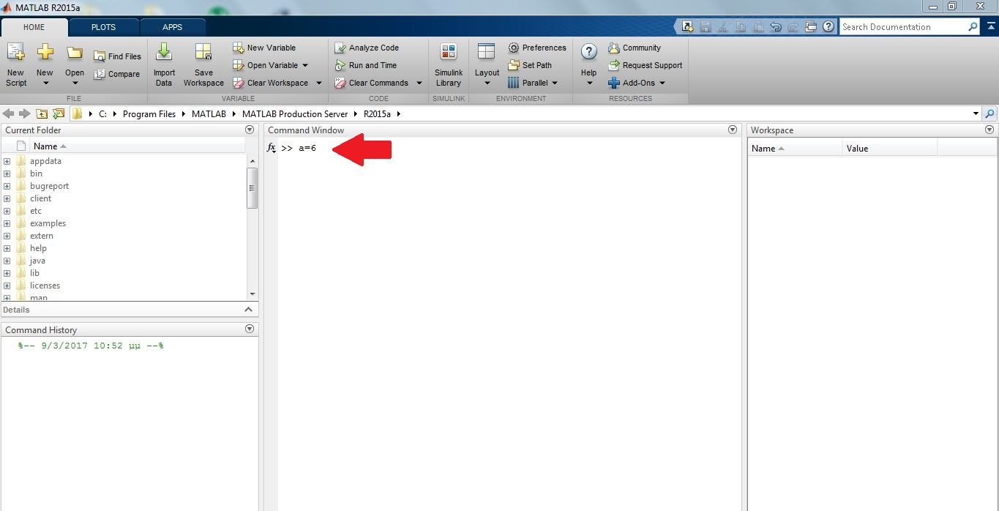 MATLAB R2015a
HOME PLOTS APPS
Search Documentation
New Script
New
Open
Find Files
Compare
Import Data
Save Workspace
New Variable
Open Variable
Clear Workspace
Analyze Code
Run and Time
Clear Commands
Simulink Library
Layout
Preferences
Set Path
Parallel
Help
Community
Request Support
Add-Ons
FILE VARIABLE CODE SIMULINK ENVIRONMENT RESOURCES
C: Program Files MATLAB MATLAB Production Server R2015a
Current Folder
Name
appdata
bin
bugreport
client
etc
examples
extern
help
java
lib
licenses
man
Details
Command History
%-- 9/3/2017 10:52 μμ --%
Command Window
fx >> a=6
Workspace
Name Value